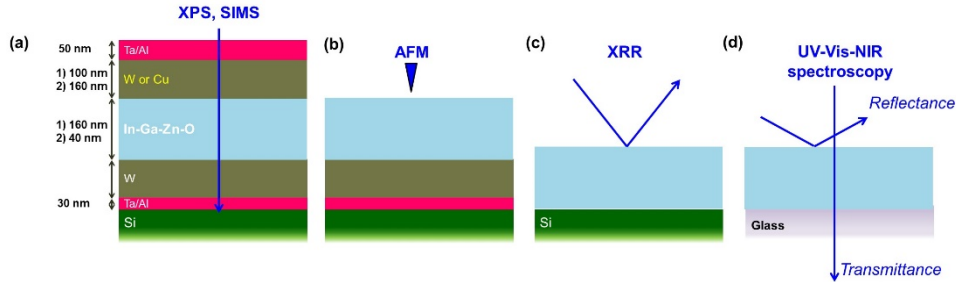 XPS, SIMS
(a)
50 nm
Ta/Al
1) 100 nm
2) 160 nm
W or Cu
1) 160 nm
2) 40 nm
In-Ga-Zn-O
W
30 nm
Ta/Al
Si
(b)
AFM
(c)
XRR
Si
(d)
UV-Vis-NIR
spectroscopy
Reflectance
Glass
Transmittance